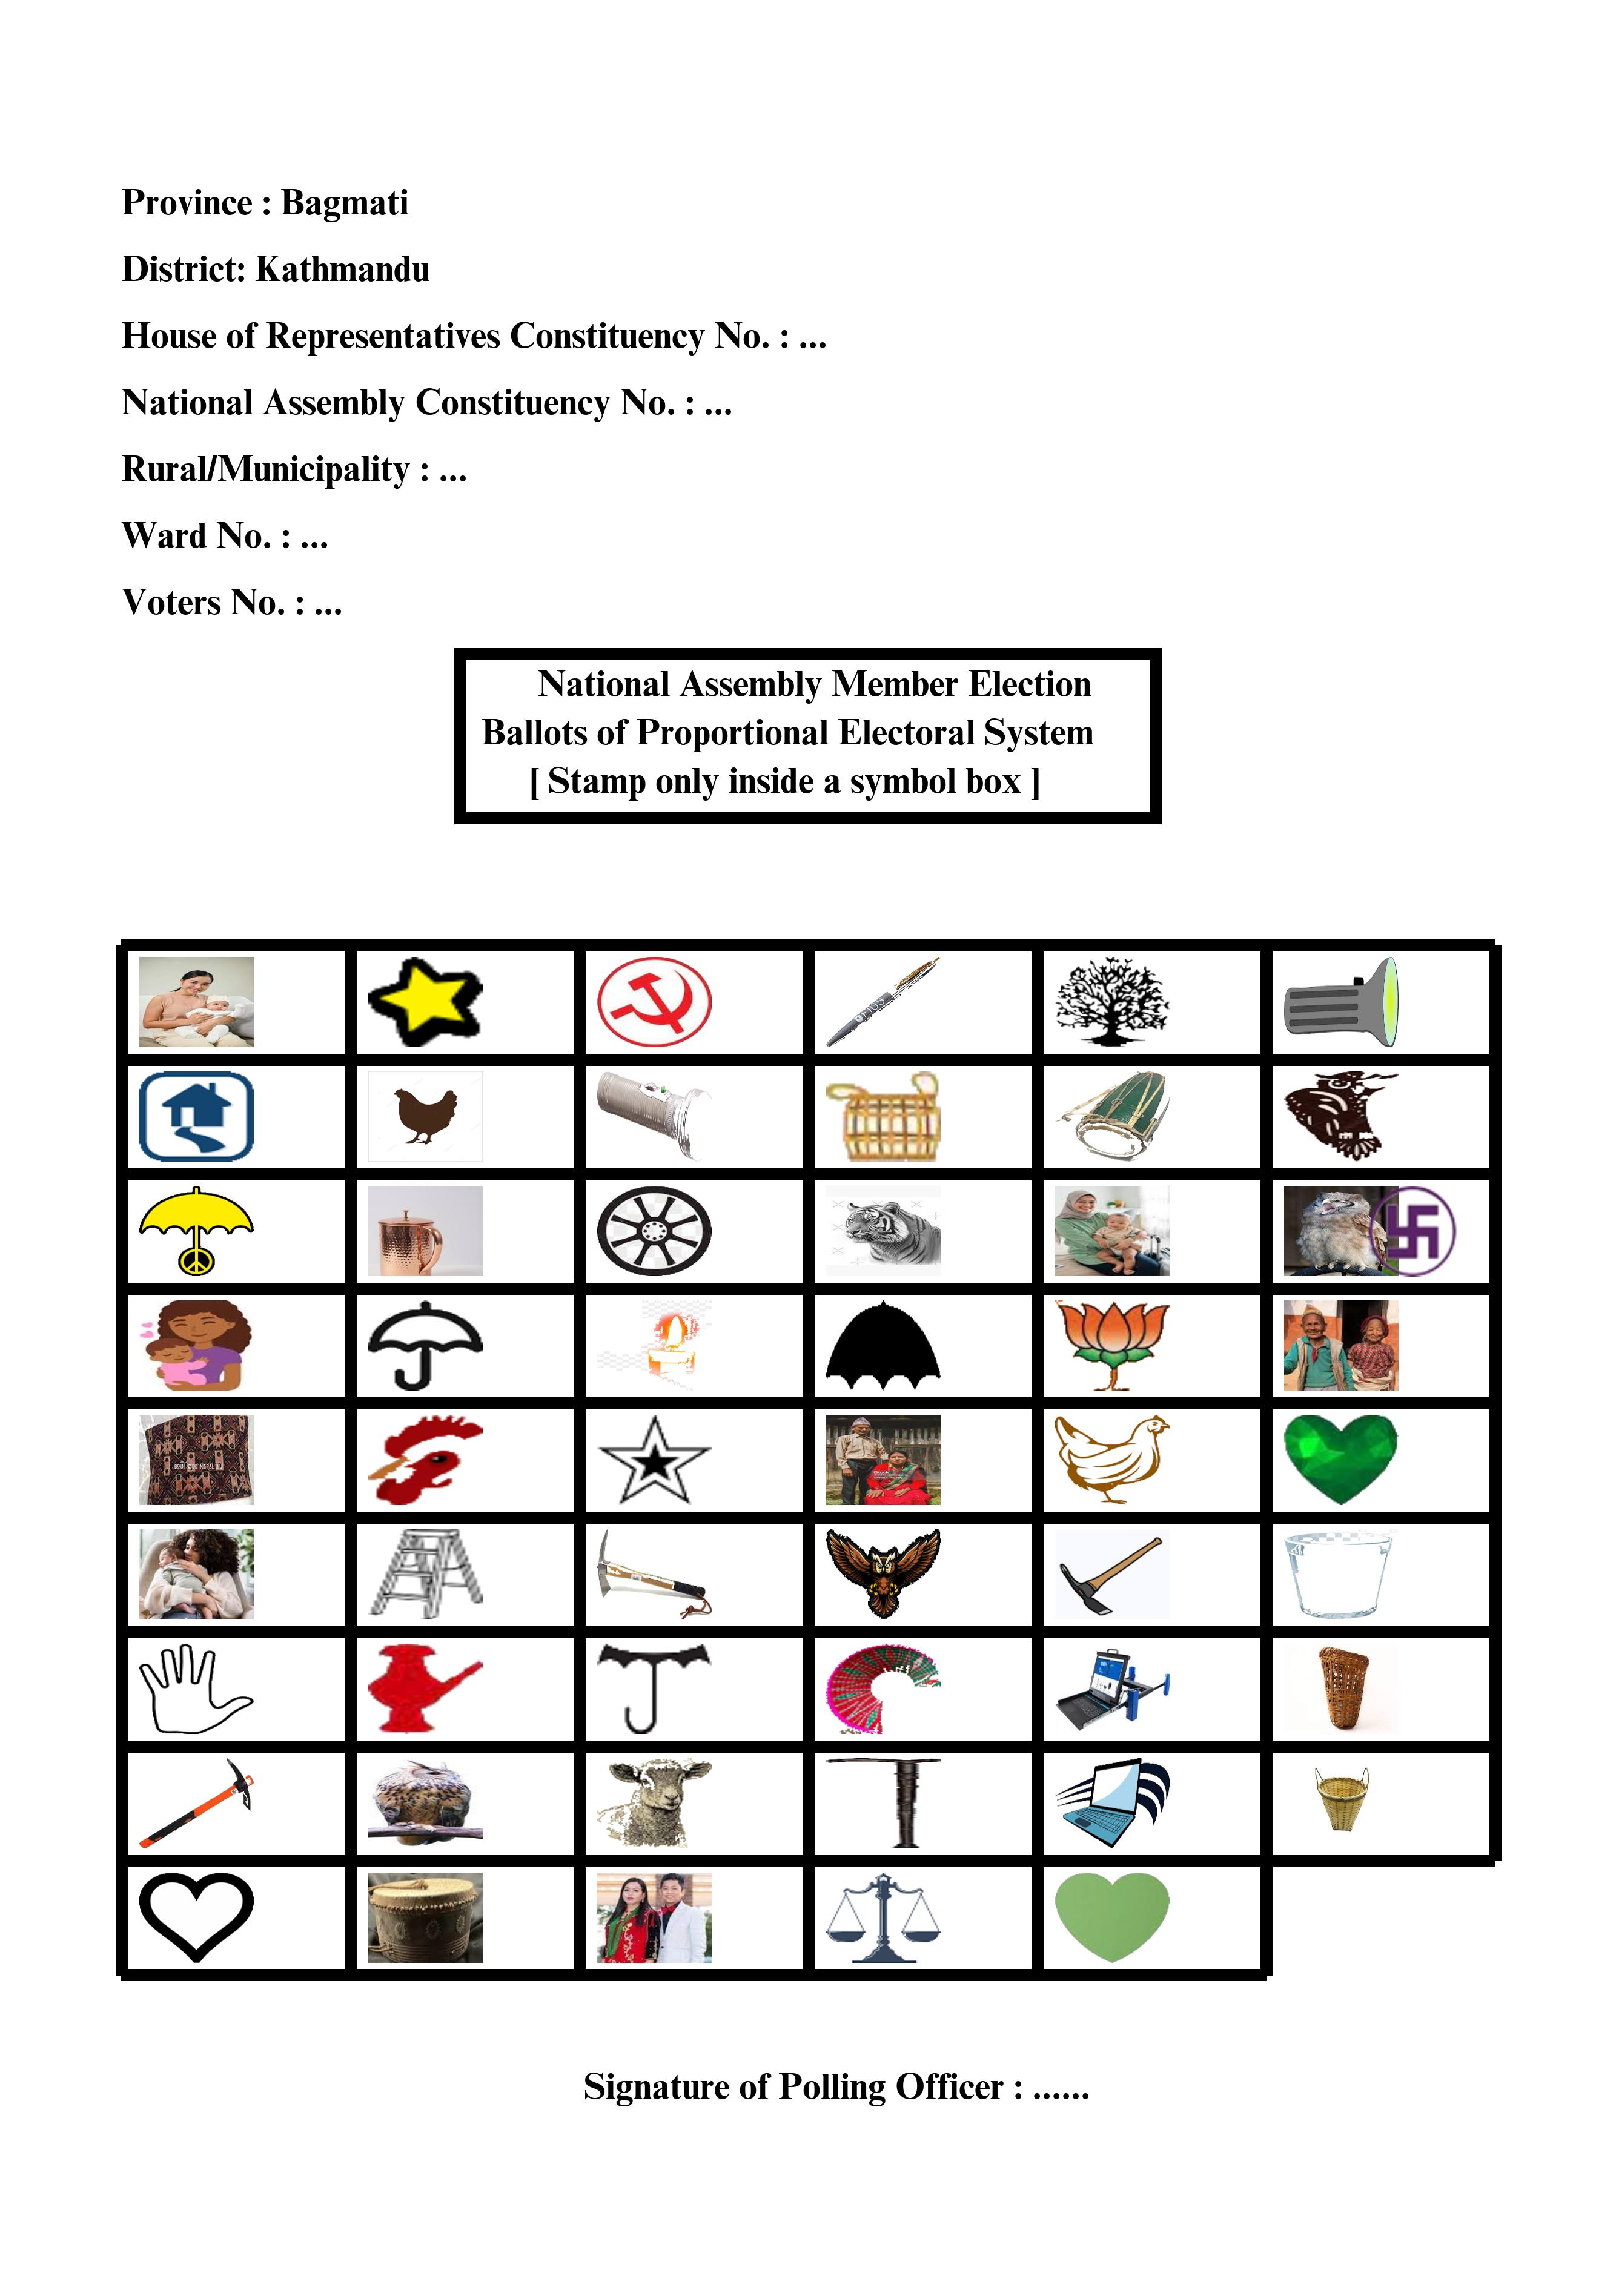 Province : Bagmati
District: Kathmandu
House of Representatives Constituency No. : ...
National Assembly Constituency No. : ...
Rural/Municipality : ...
Ward No. : ...
Voters No. : ...
National Assembly Member Election
Ballots of Proportional Electoral System
[ Stamp only inside a symbol box ]
Signature of Polling Officer : ......